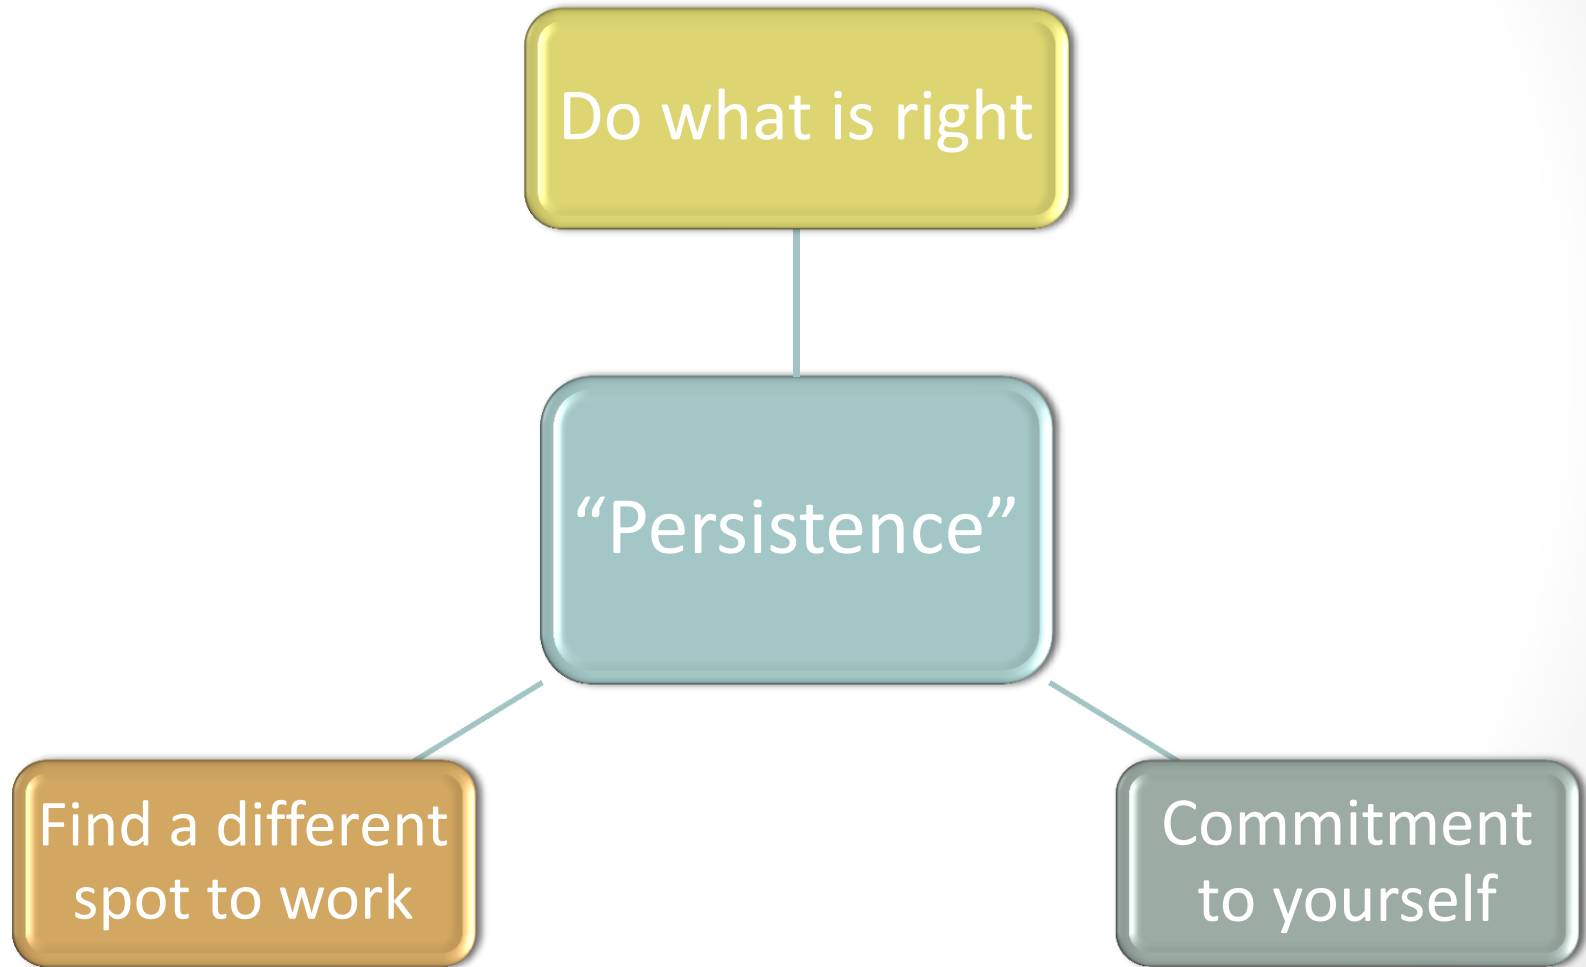 Do what is right
“Persistence”
Find a different
spot to work
Commitment
to yourself